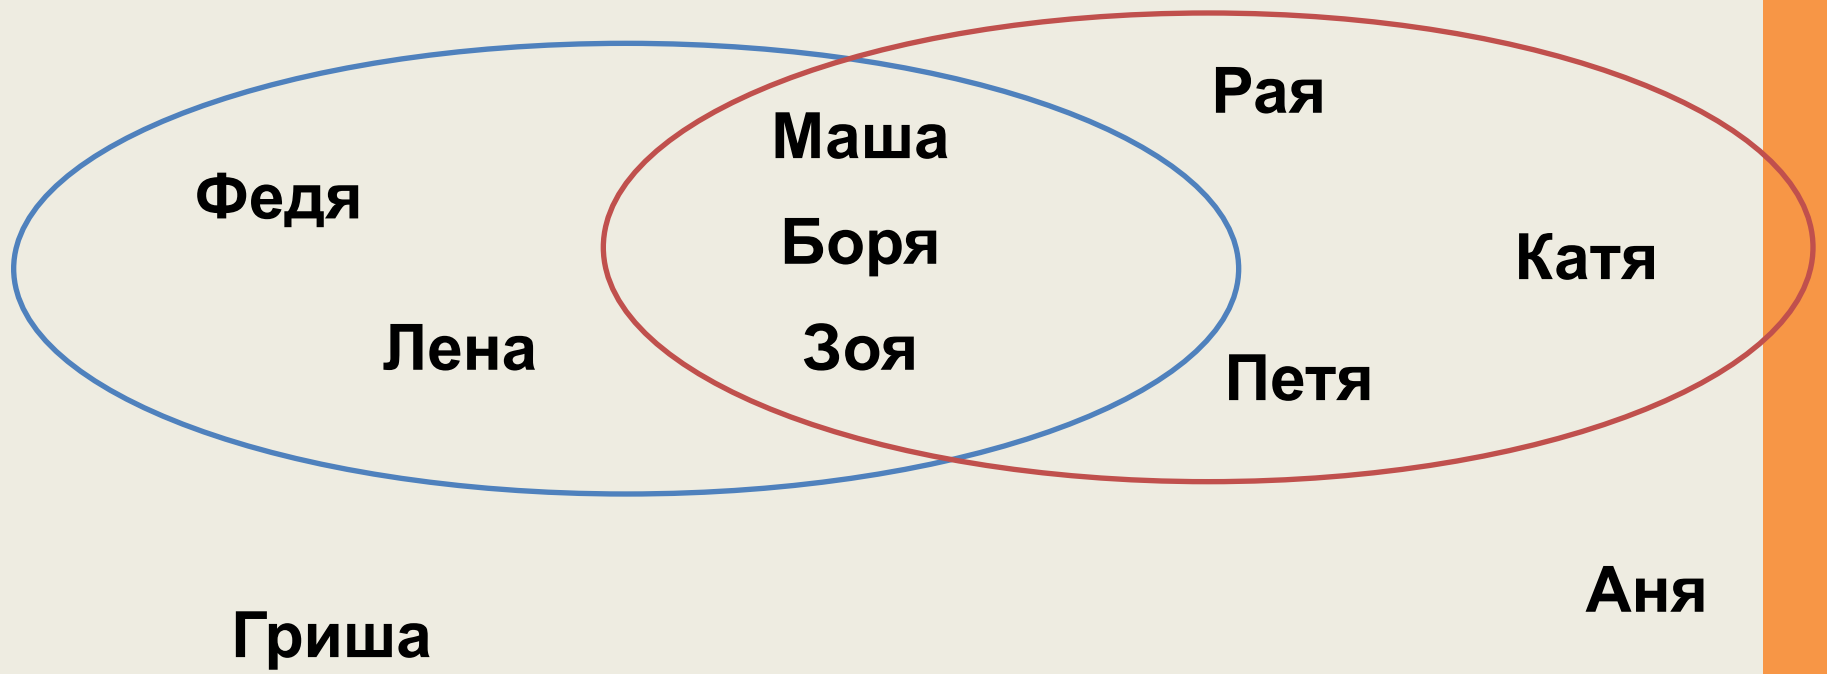 Рая
Маша
Федя
Боря
Катя
Лена
Зоя
Петя
Аня
Гриша